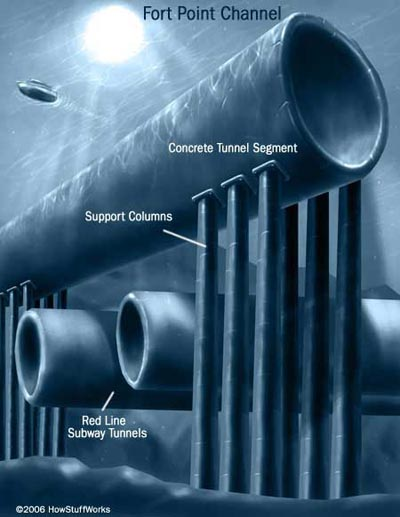 Fort Point Channel
Concrete Tunnel Segment
Support Columns
Red Line
Subway Tunnels
©2006 HowStuffWorks